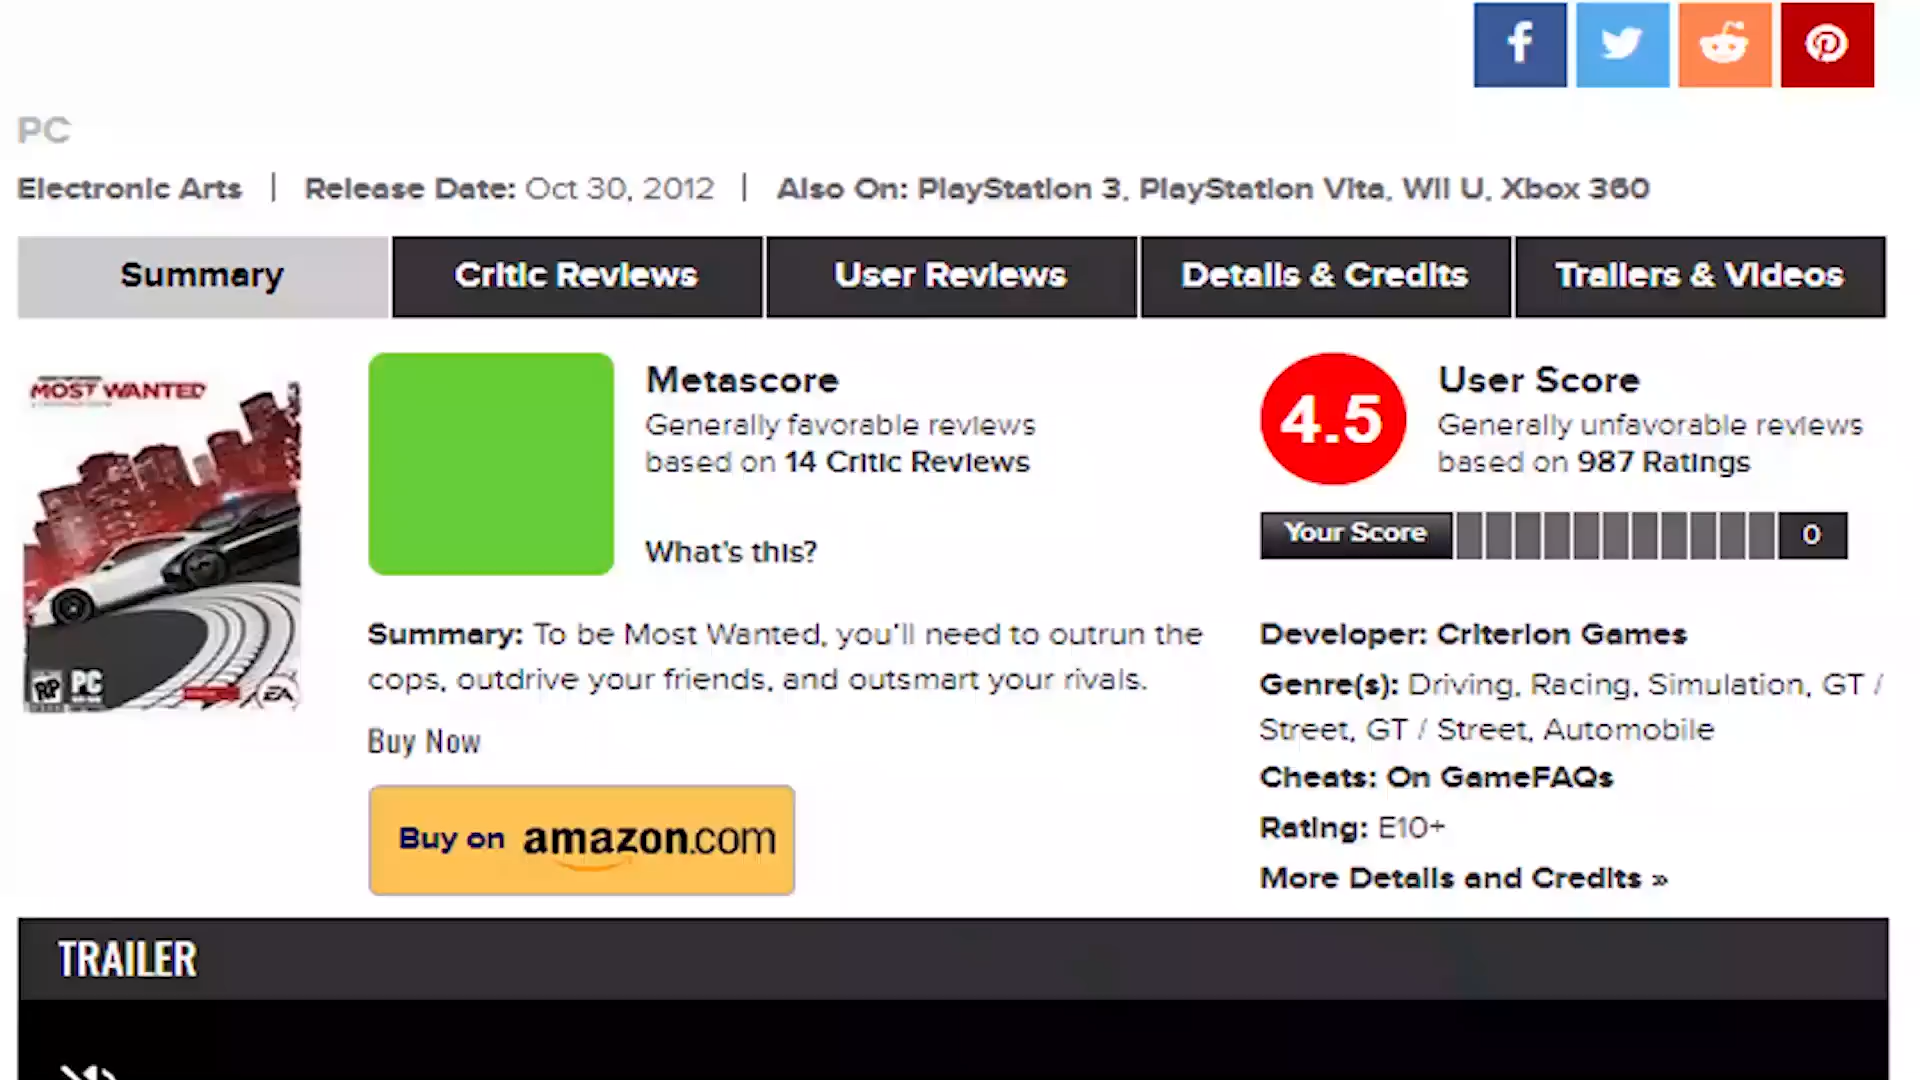 PC
Electronic Arts | Release Date: Oct 30, 2012 | Also On: PlayStation 3, PlayStation Vita, Wii U, Xbox 360
Summary
Critic Reviews
User Reviews
Details & Credits
Trailers & Videos
MOST WANTED
RP
PC
EA
Metascore
Generally favorable reviews
based on 14 Critic Reviews
What's this?
4.5
User Score
Generally unfavorable reviews
based on 987 Ratings
Your Score
0
Summary: To be Most Wanted, you'll need to outrun the
cops, outdrive your friends, and outsmart your rivals.
Buy Now
Buy on amazon.com
Developer: Criterion Games
Genre(s): Driving, Racing, Simulation, GT /
Street, GT / Street, Automobile
Cheats: On GameFAQs
Rating: E10+
More Details and Credits »
TRAILER